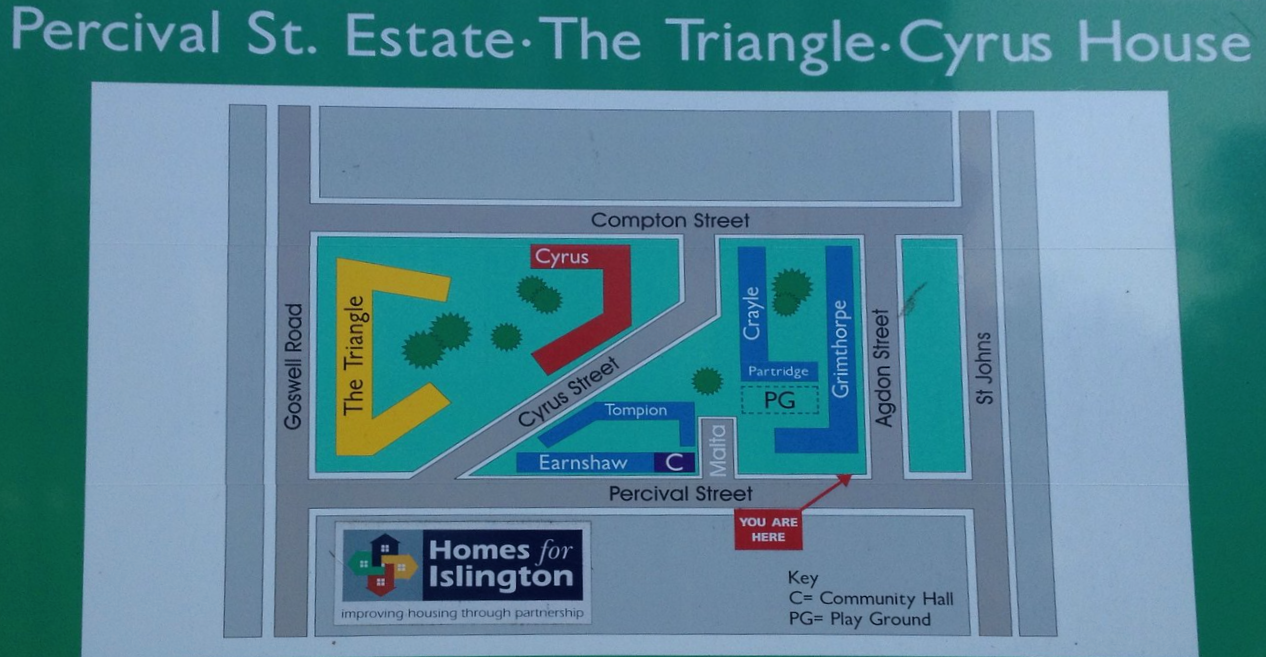 Percival St. Estate·The Triangle·Cyrus House
Compton Street
Cyrus
Crayle
Grimthorpe
The Triangle
Goswell Road
Agdon Street
St Johns
Partridge
PG
Cyrus Street
Tompion
Malta
Earnshaw C
Percival Street
YOU ARE
HERE
Homes for
Islington
improving housing through partnership
Key
C= Community Hall
PG= Play Ground